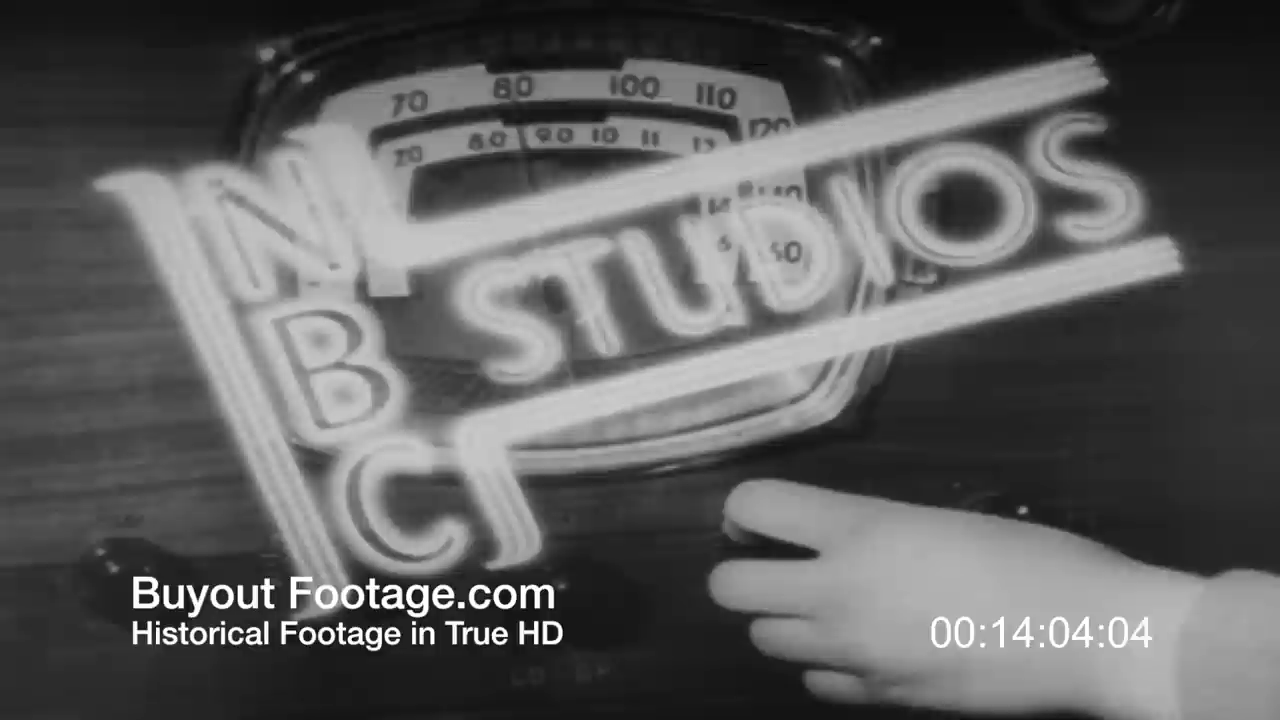 70 80 100 110 120
70 80 90 10 11 12
NBC
STUDIOS
Buyout Footage.com
Historical Footage in True HD
00:14:04:04